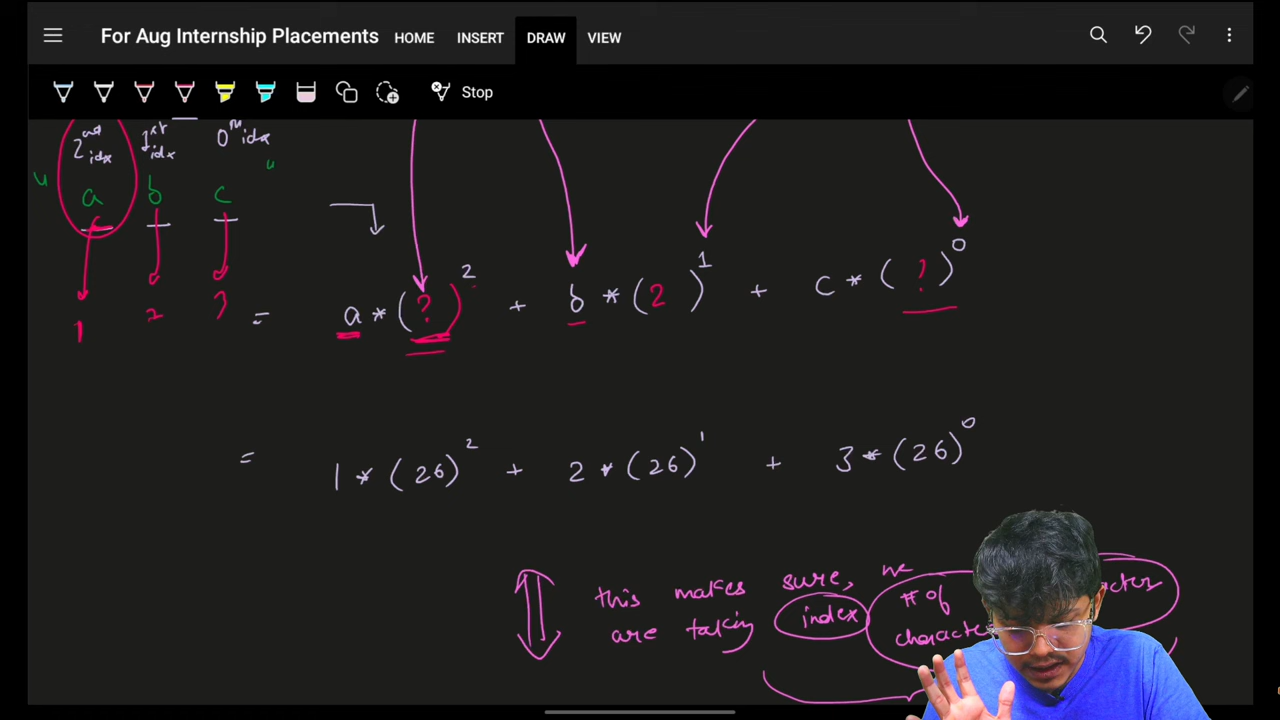 For Aug Internship Placements HOME INSERT DRAW VIEW
Stop
2nd idx 1st idx 0th idx
" a b c "
1 2 3
= a * (?)^2 + b * (2)^1 + c * (?)^0
= 1 * (26)^2 + 2 * (26)^1 + 3 * (26)^0
this makes sure, we
are taking index # of